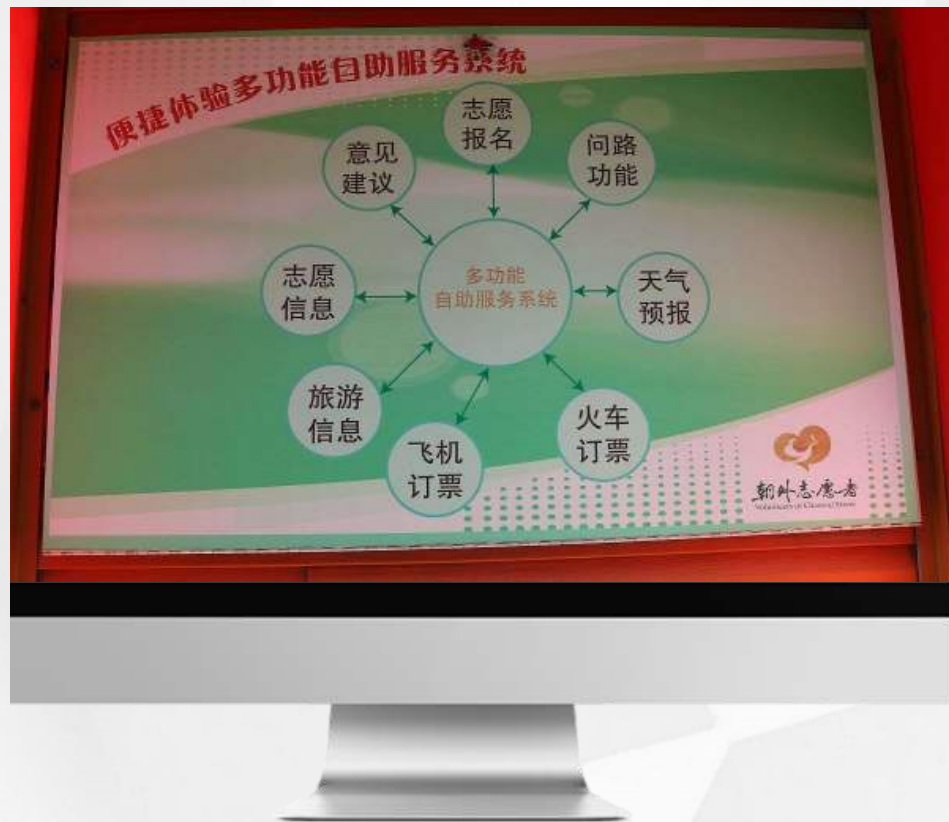 便捷体验多功能自助服务系统
志愿
报名
意见
建议
问路
功能
多功能
自助服务系统
志愿
信息
天气
预报
旅游
信息
火车
订票
飞机
订票
朝外志愿者